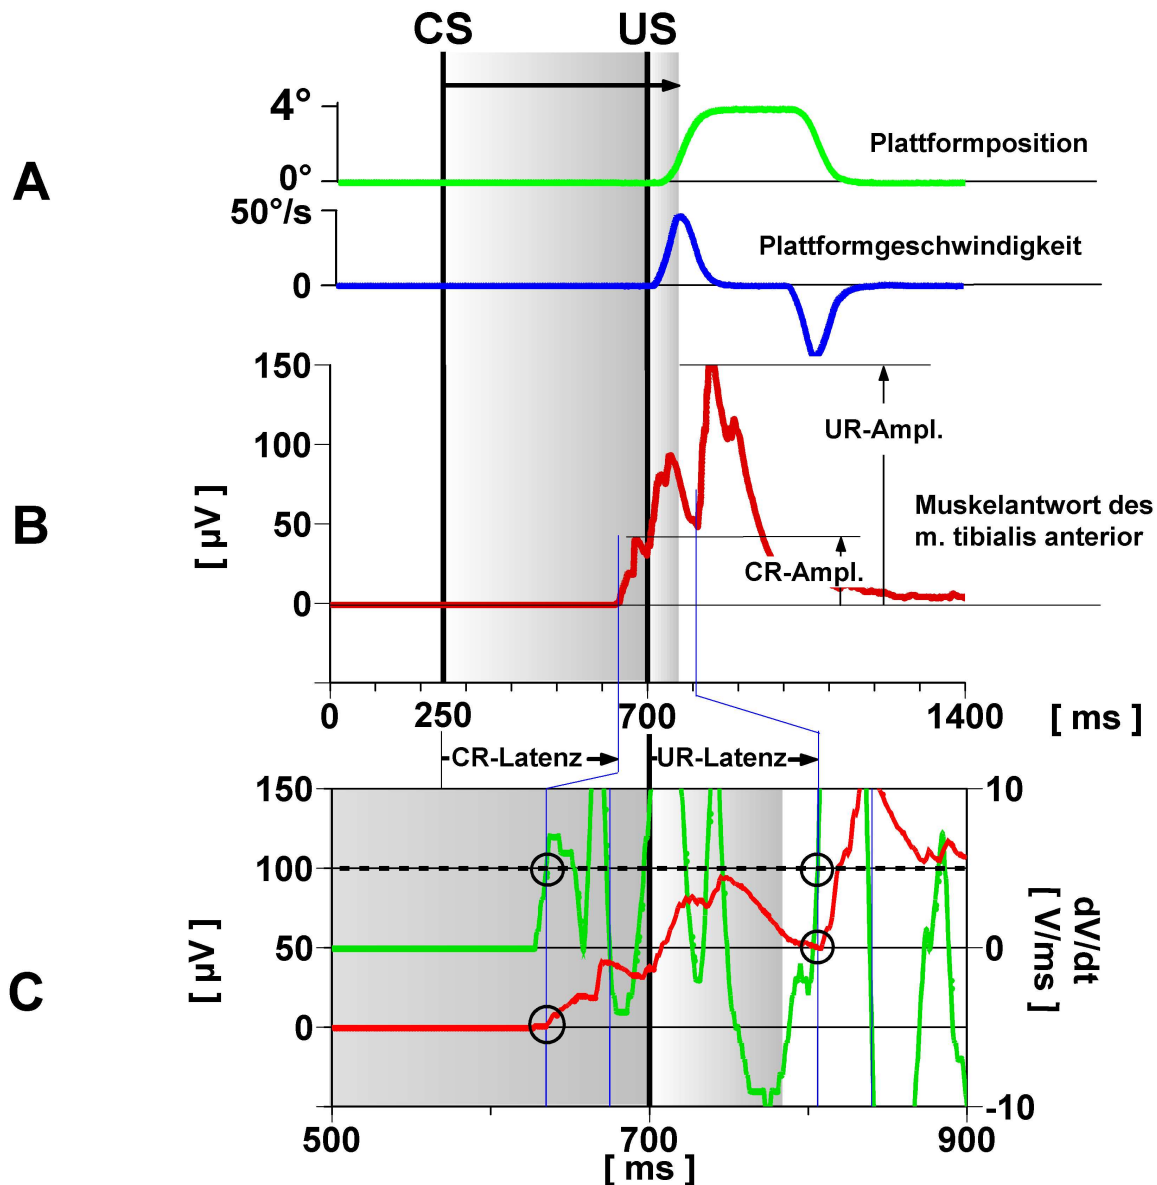 CS US
A
4°
0°
Plattformposition
50°/s
0
Plattformgeschwindigkeit
B
[ µV ]
150
100
50
0
UR-Ampl.
CR-Ampl.
Muskelantwort des
m. tibialis anterior
0 250 700 1400 [ ms ]
CR-Latenz UR-Latenz
C
[ µV ]
150
100
50
0
10
0
-10
dV/dt
[ V/ms ]
500 700 900
[ ms ]